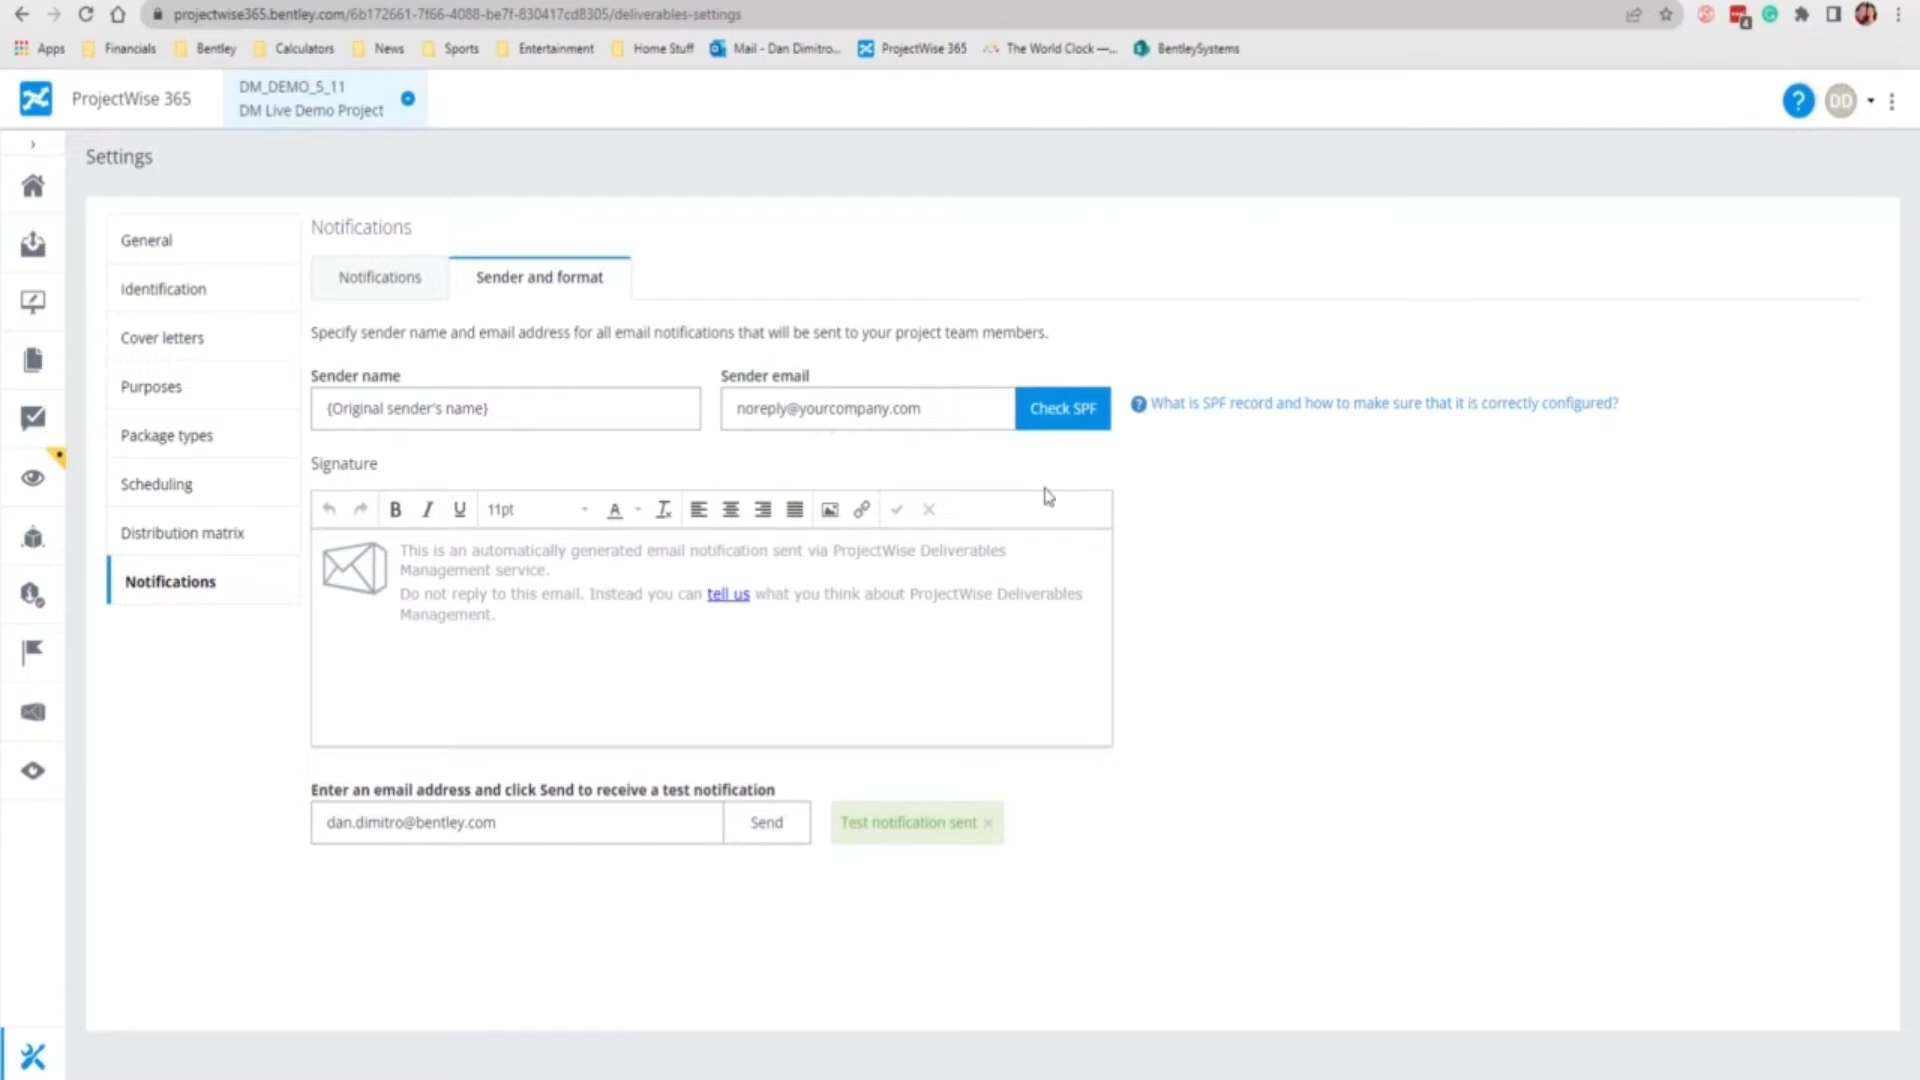 projectwise365.bentley.com/6b172661-7f66-4088-be7f-830417cd8305/deliverables-settings
Apps Financials Bentley Calculators News Sports Entertainment Home Stuff Mail - Dan Dimitro... ProjectWise 365 The World Clock —... BentleySystems
ProjectWise 365
DM_DEMO_5_11
DM Live Demo Project
? DD
Settings
General
Identification
Cover letters
Purposes
Package types
Scheduling
Distribution matrix
Notifications
Notifications
Notifications Sender and format
Specify sender name and email address for all email notifications that will be sent to your project team members.
Sender name Sender email
{Original sender's name} noreply@yourcompany.com Check SPF ? What is SPF record and how to make sure that it is correctly configured?
Signature
B I U 11pt A
This is an automatically generated email notification sent via ProjectWise Deliverables
Management service.
Do not reply to this email. Instead you can tell us what you think about ProjectWise Deliverables
Management.
Enter an email address and click Send to receive a test notification
dan.dimitro@bentley.com Send Test notification sent ×